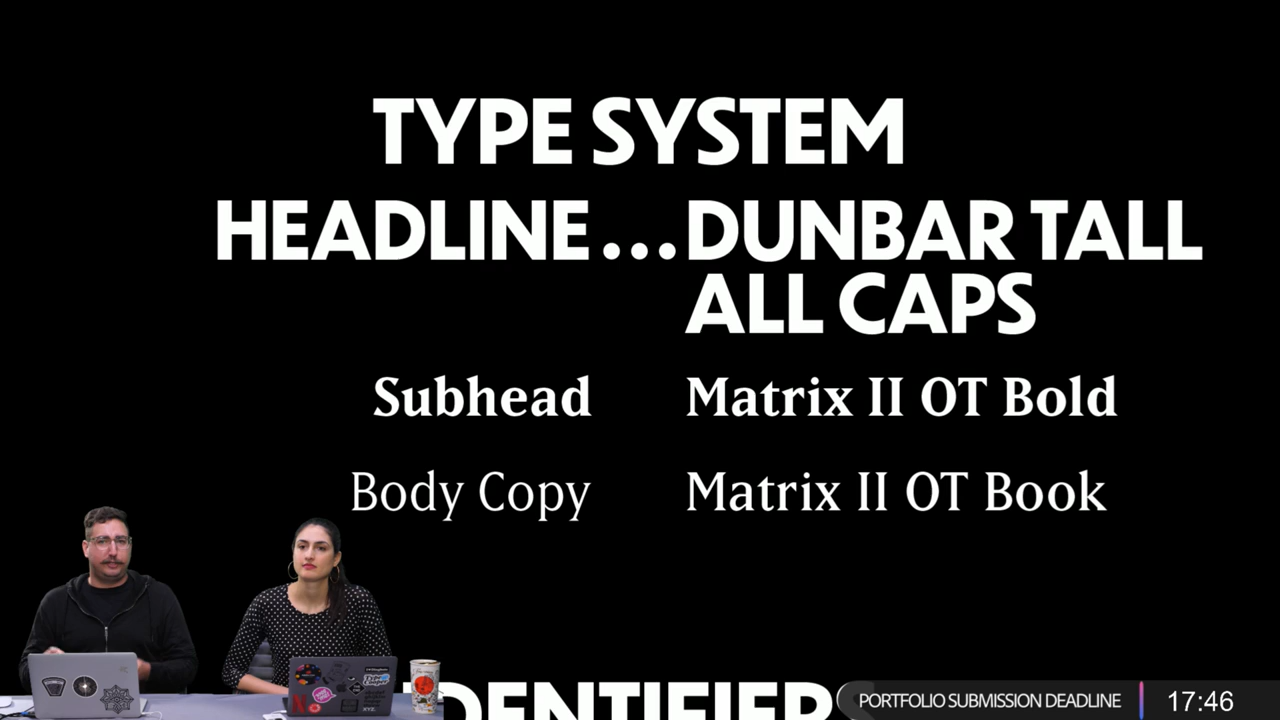 TYPE SYSTEM
HEADLINE...DUNBAR TALL
ALL CAPS
Subhead Matrix II OT Bold
Body Copy Matrix II OT Book
DENTIFIER
PORTFOLIO SUBMISSION DEADLINE 17:46